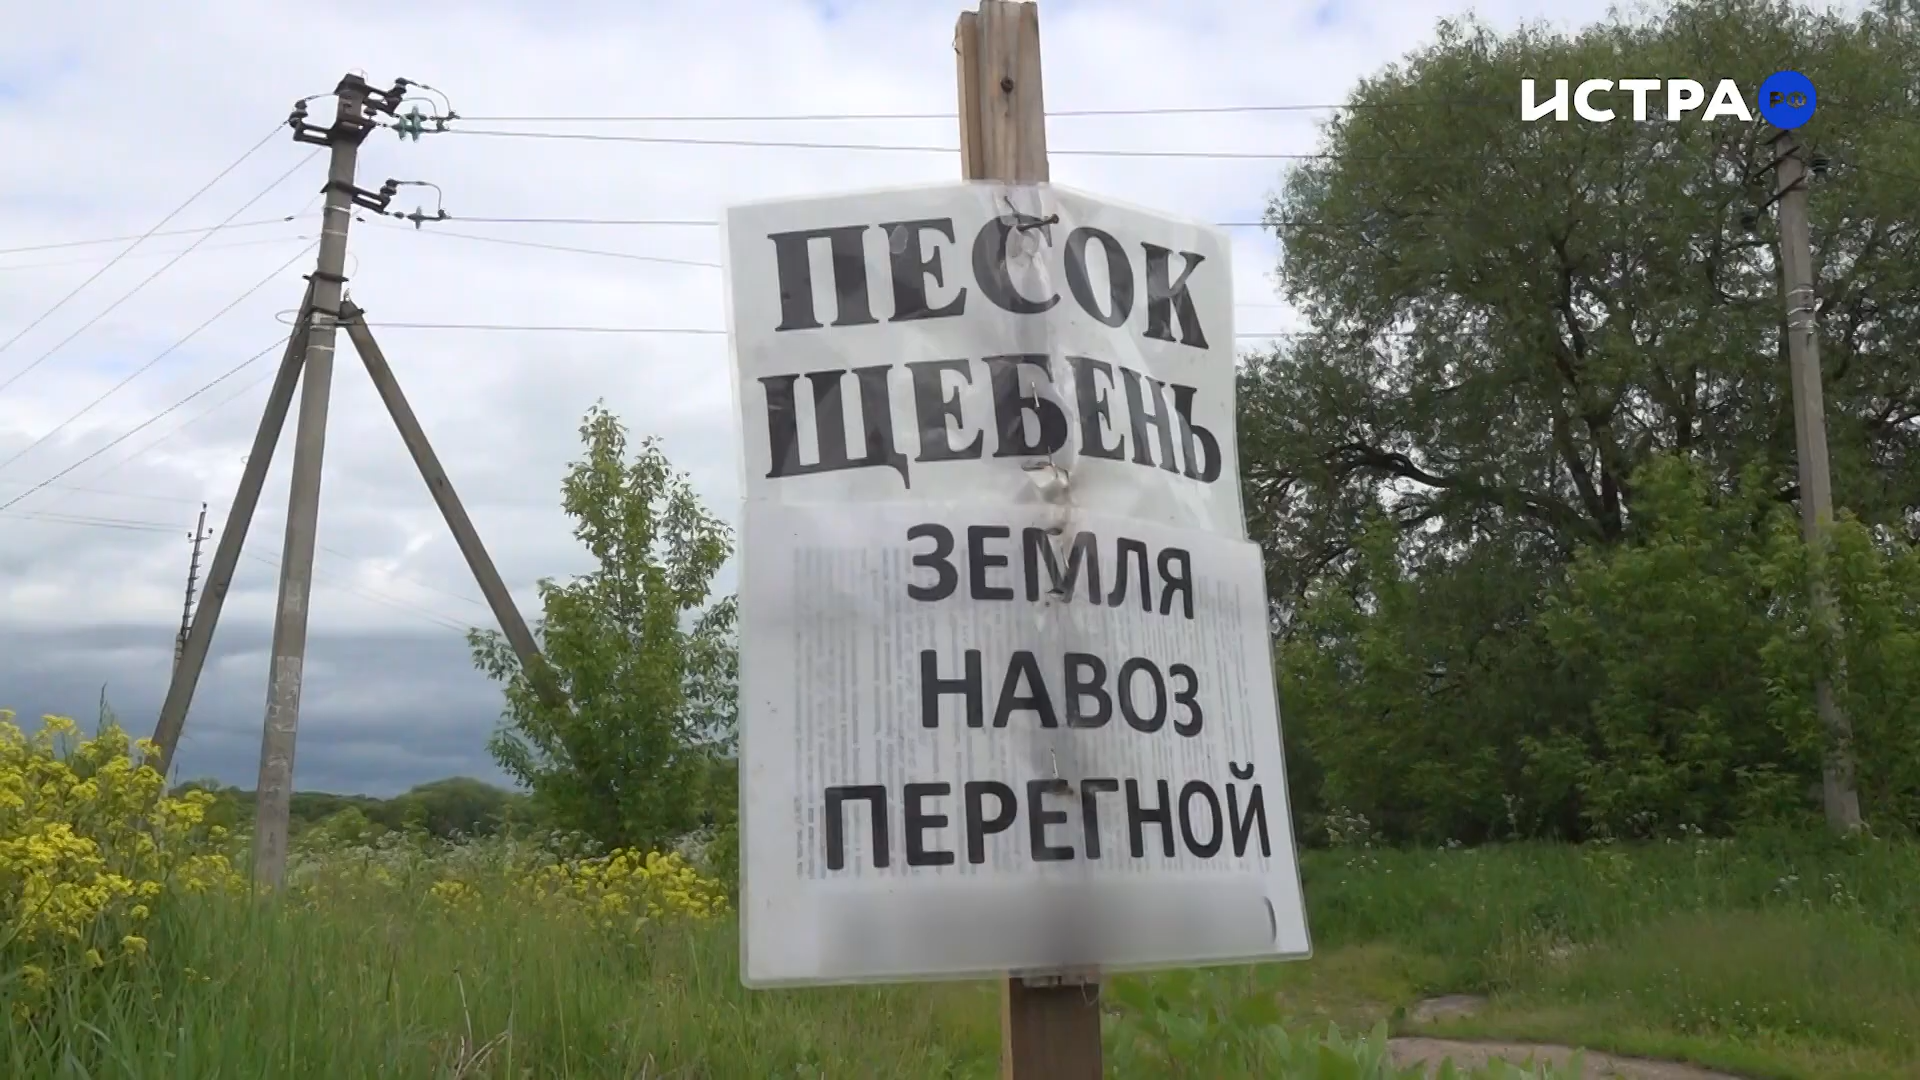 ИСТРА РФ
ПЕСОК
ЩЕБЕНЬ
ЗЕМЛЯ
НАВОЗ
ПЕРЕГНОЙ